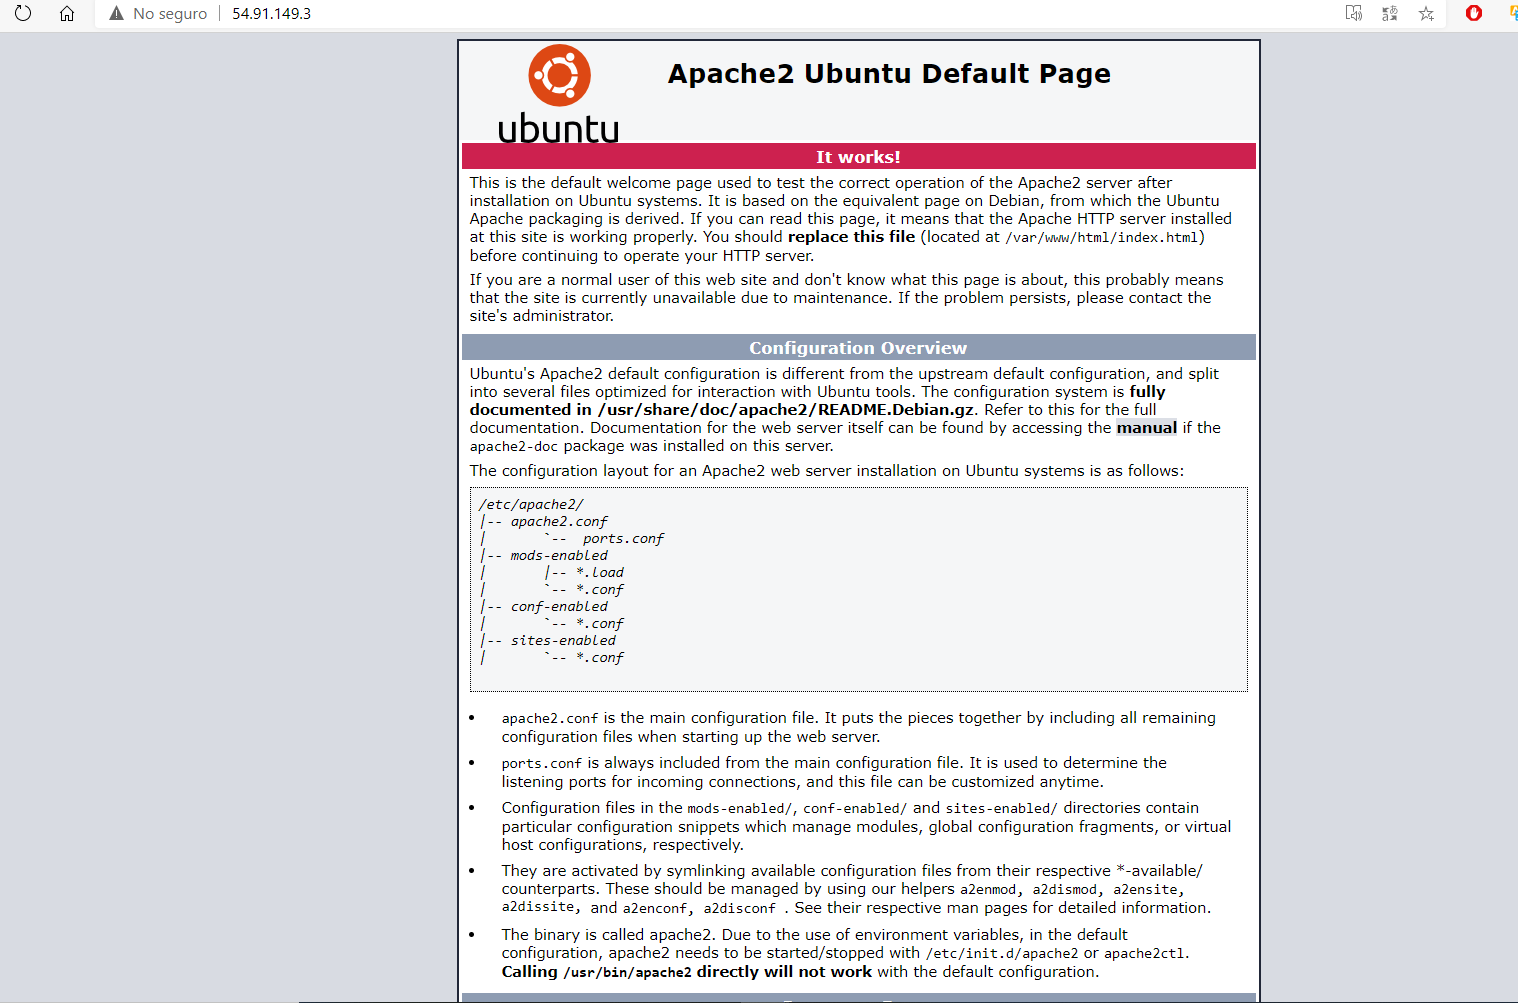 No seguro 54.91.149.3
Apache2 Ubuntu Default Page
ubuntu
It works!
This is the default welcome page used to test the correct operation of the Apache2 server after
installation on Ubuntu systems. It is based on the equivalent page on Debian, from which the Ubuntu
Apache packaging is derived. If you can read this page, it means that the Apache HTTP server installed
at this site is working properly. You should replace this file (located at /var/www/html/index.html)
before continuing to operate your HTTP server.
If you are a normal user of this web site and don't know what this page is about, this probably means
that the site is currently unavailable due to maintenance. If the problem persists, please contact the
site's administrator.
Configuration Overview
Ubuntu's Apache2 default configuration is different from the upstream default configuration, and split
into several files optimized for interaction with Ubuntu tools. The configuration system is fully
documented in /usr/share/doc/apache2/README.Debian.gz. Refer to this for the full
documentation. Documentation for the web server itself can be found by accessing the manual if the
apache2-doc package was installed on this server.
The configuration layout for an Apache2 web server installation on Ubuntu systems is as follows:
/etc/apache2/
|-- apache2.conf
|       `--  ports.conf
|-- mods-enabled
|       |-- *.load
|       `-- *.conf
|-- conf-enabled
|       `-- *.conf
|-- sites-enabled
|       `-- *.conf
• apache2.conf is the main configuration file. It puts the pieces together by including all remaining
configuration files when starting up the web server.
• ports.conf is always included from the main configuration file. It is used to determine the
listening ports for incoming connections, and this file can be customized anytime.
• Configuration files in the mods-enabled/, conf-enabled/ and sites-enabled/ directories contain
particular configuration snippets which manage modules, global configuration fragments, or virtual
host configurations, respectively.
• They are activated by symlinking available configuration files from their respective *-available/
counterparts. These should be managed by using our helpers a2enmod, a2dismod, a2ensite,
a2dissite, and a2enconf, a2disconf . See their respective man pages for detailed information.
• The binary is called apache2. Due to the use of environment variables, in the default
configuration, apache2 needs to be started/stopped with /etc/init.d/apache2 or apache2ctl.
Calling /usr/bin/apache2 directly will not work with the default configuration.